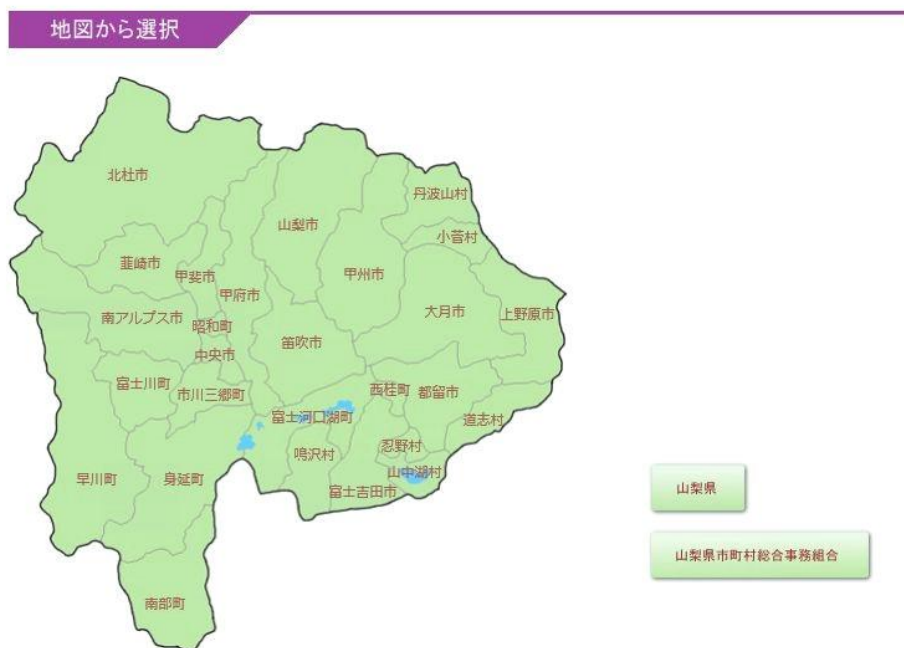 地図から選択
北杜市
丹波山村
山梨市
小菅村
韮崎市
甲斐市
甲州市
甲府市
大月市
上野原市
南アルプス市
昭和町
笛吹市
中央市
富士川町
市川三郷町
西桂町
都留市
富士河口湖町
道志村
忍野村
鳴沢村
山中湖村
早川町
身延町
富士吉田市
山梨県
山梨県市町村総合事務組合
南部町